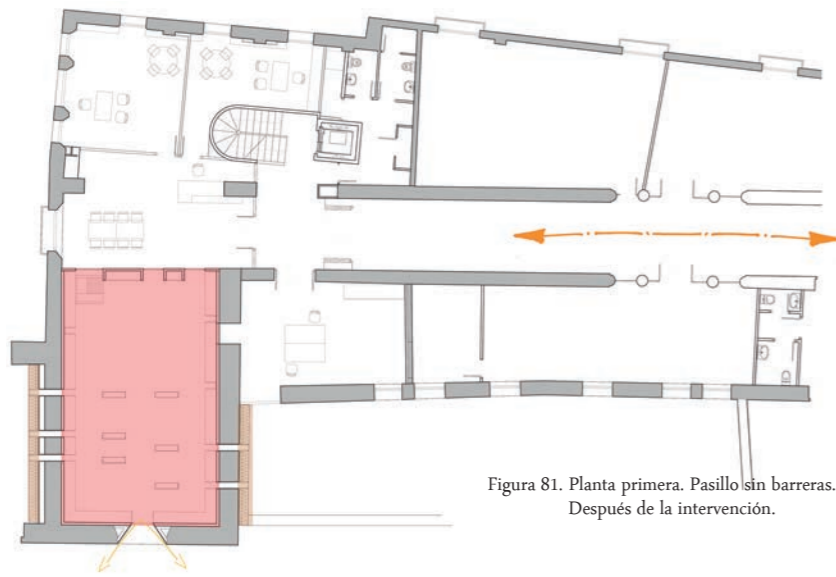 Figura 81. Planta primera. Pasillo sin barreras.
Después de la intervención.